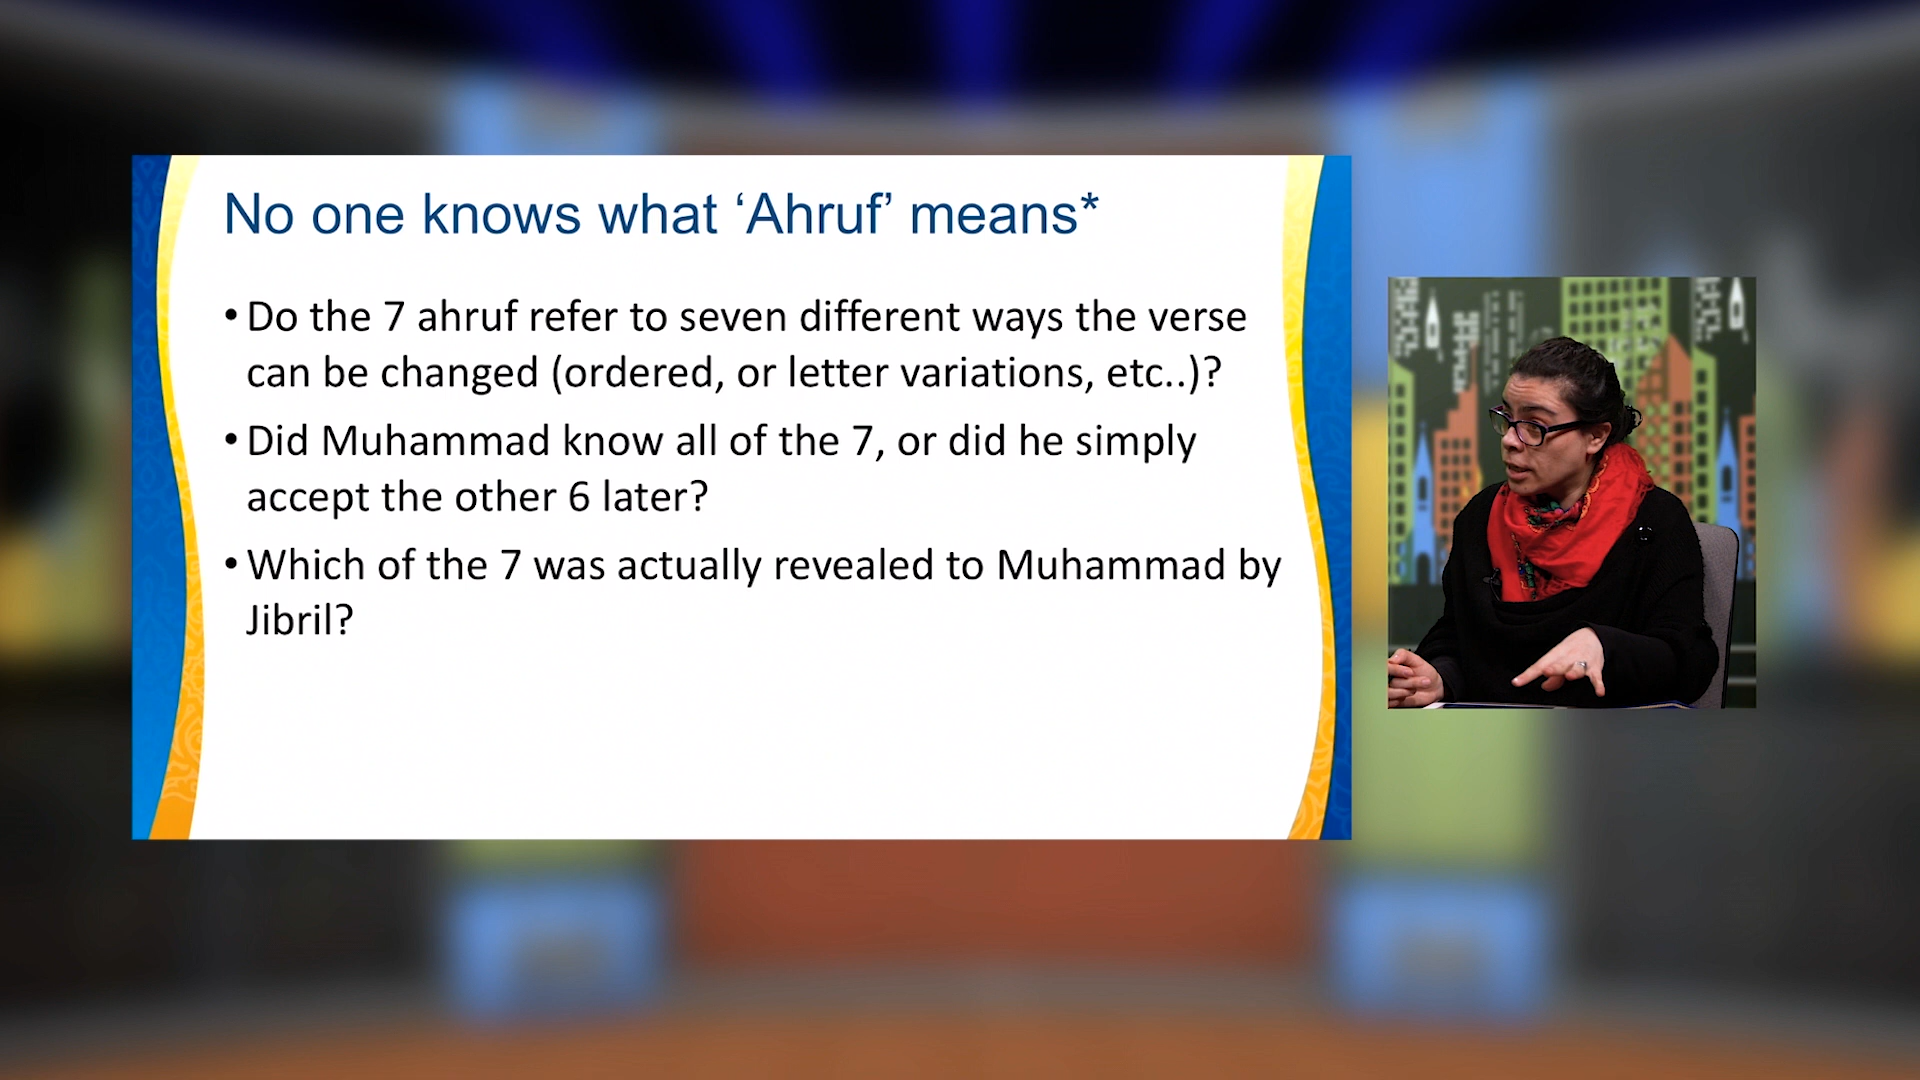 No one knows what ‘Ahruf’ means*
• Do the 7 ahruf refer to seven different ways the verse
can be changed (ordered, or letter variations, etc..)?
• Did Muhammad know all of the 7, or did he simply
accept the other 6 later?
• Which of the 7 was actually revealed to Muhammad by
Jibril?